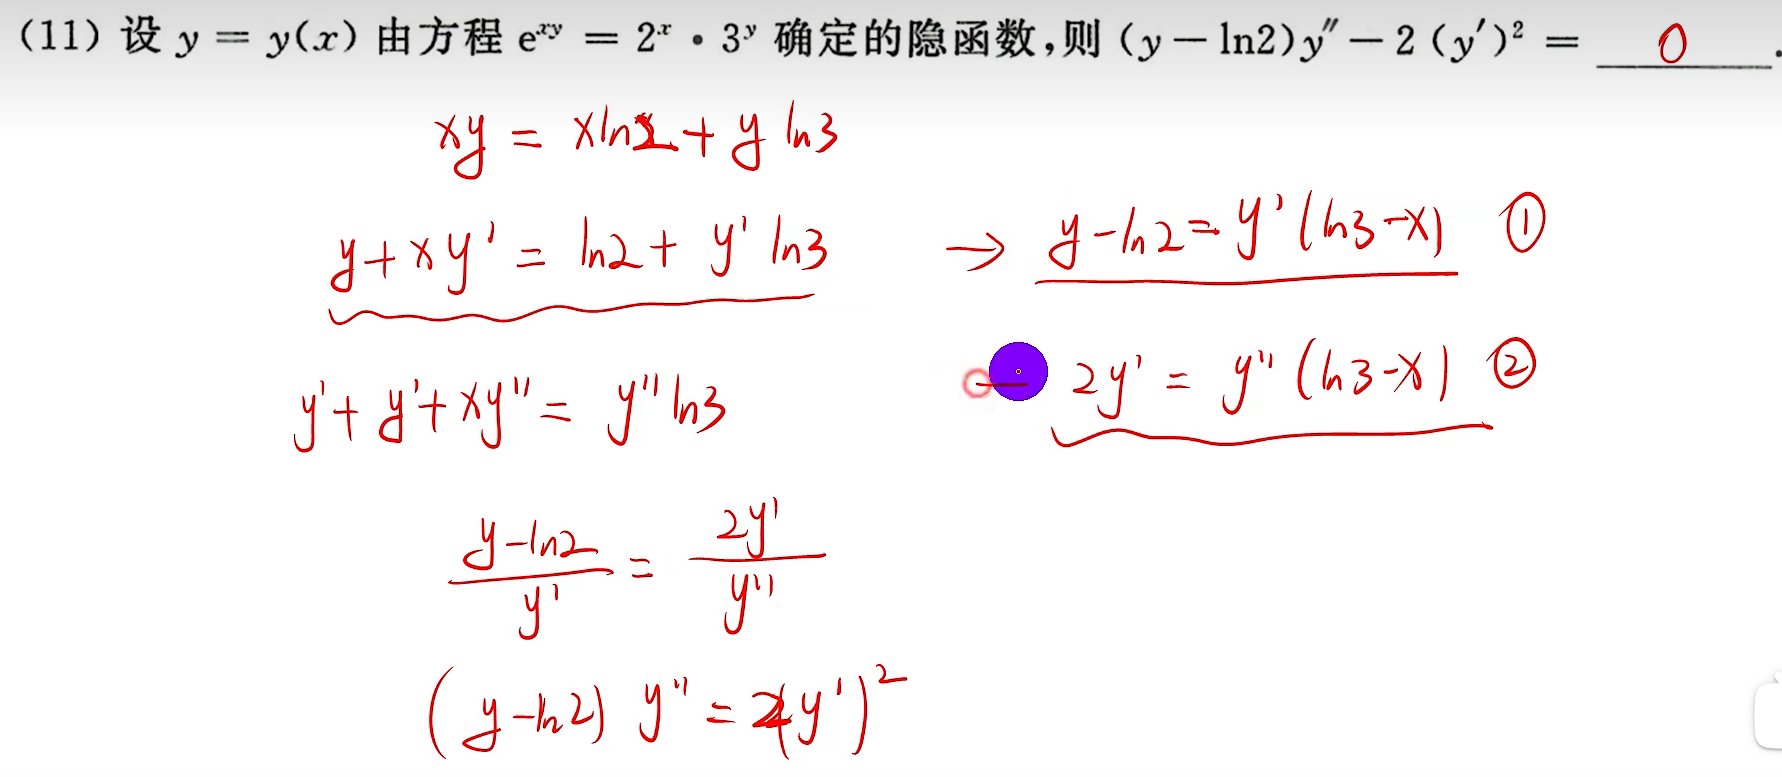 (11) 设 y = y(x) 由方程 e^{xy} = 2^x · 3^y 确定的隐函数,则 (y − ln2)y″ − 2 (y′)² = 0 .
xy = xln2 + y ln3
y + xy' = ln2 + y' ln3 → y − ln2 = y' (ln3 − x) ①
y' + y' + xy'' = y'' ln3
2y' = y'' (ln3 − x) ②
(y − ln2)/y' = 2y'/y''
(y − ln2) y'' = 2(y')²